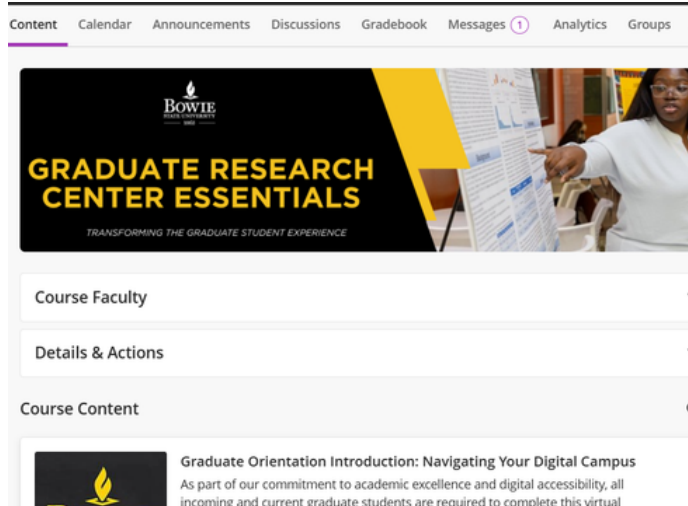 Content Calendar Announcements Discussions Gradebook Messages 1 Analytics Groups
BOWIE
STATE UNIVERSITY
GRADUATE RESEARCH
CENTER ESSENTIALS
TRANSFORMING THE GRADUATE STUDENT EXPERIENCE
Course Faculty
Details & Actions
Course Content
Graduate Orientation Introduction: Navigating Your Digital Campus
As part of our commitment to academic excellence and digital accessibility, all
incoming and current graduate students are required to complete this virtual